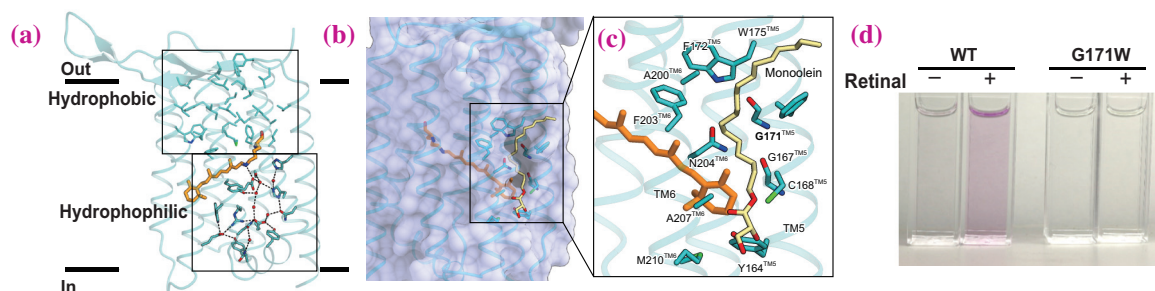 (a)
Out
Hydrophobic
Hydrophophilic
In
(b)
(c)
F172TM5
W175TM5
A200TM6
Monoolein
F203TM6
G171TM5
N204TM6
G167TM5
TM6
C168TM5
A207TM6
TM5
M210TM6
Y164TM5
(d)
WT
G171W
Retinal − + − +